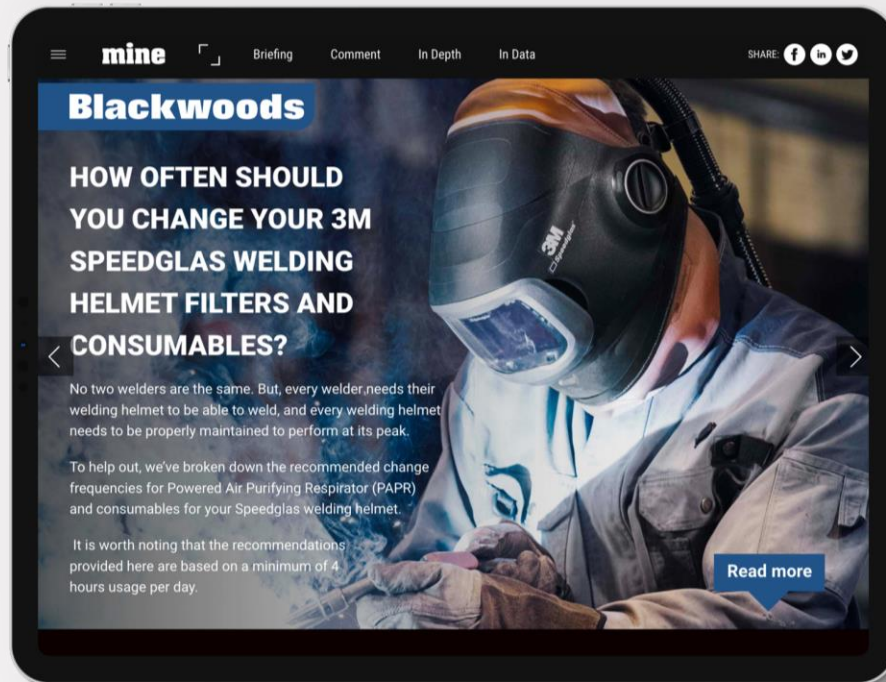 mine
Briefing
Comment
In Depth
In Data
SHARE:
Blackwoods
HOW OFTEN SHOULD
YOU CHANGE YOUR 3M
SPEEDGLAS WELDING
HELMET FILTERS AND
CONSUMABLES?
No two welders are the same. But, every welder needs their
welding helmet to be able to weld, and every welding helmet
needs to be properly maintained to perform at its peak.
To help out, we've broken down the recommended change
frequencies for Powered Air Purifying Respirator (PAPR)
and consumables for your Speedglas welding helmet.
It is worth noting that the recommendations
provided here are based on a minimum of 4
hours usage per day.
3M
Speedglas
Read more